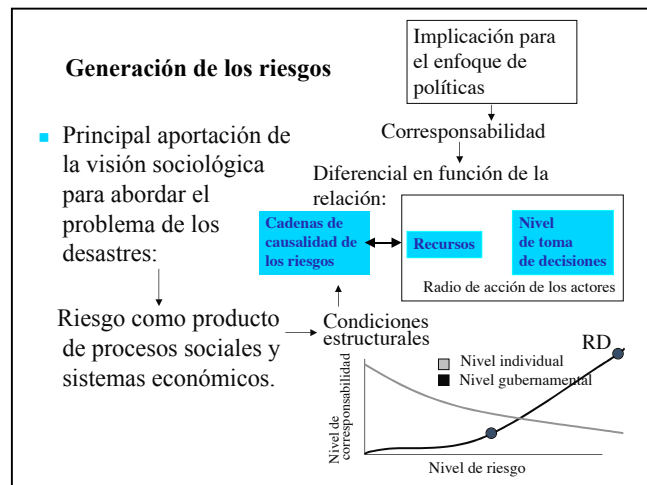 Generación de los riesgos
Implicación para
el enfoque de
políticas
Principal aportación de
la visión sociológica
para abordar el
problema de los
desastres:
Riesgo como producto
de procesos sociales y
sistemas económicos.
Corresponsabilidad
Diferencial en función de la
relación:
Cadenas de
causalidad de
los riesgos
Recursos
Nivel
de toma
de decisiones
Radio de acción de los actores
Condiciones
estructurales
RD
Nivel individual
Nivel gubernamental
Nivel de
corresponsabilidad
Nivel de riesgo